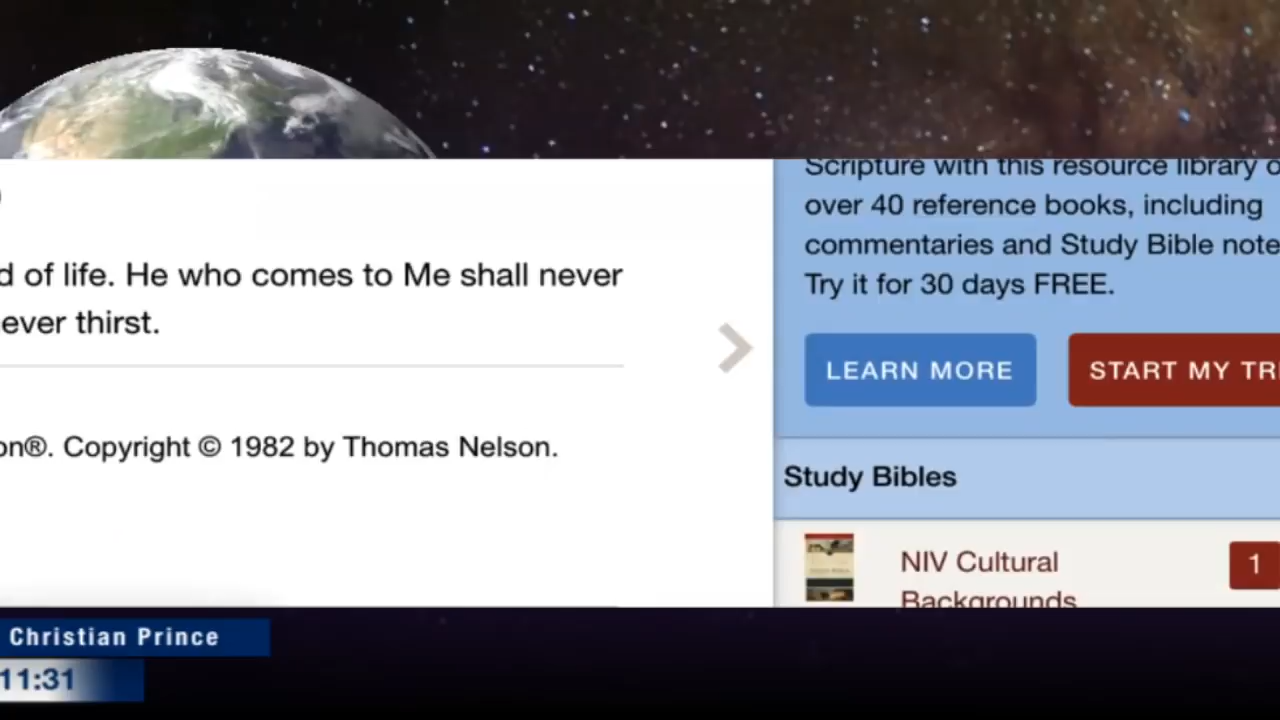 )
d of life. He who comes to Me shall never
ever thirst.
on®. Copyright © 1982 by Thomas Nelson.
Scripture with this resource library o
over 40 reference books, including
commentaries and Study Bible note
Try it for 30 days FREE.
LEARN MORE
START MY TRI
Study Bibles
NIV Cultural
Backgrounds
1
Christian Prince
11:31